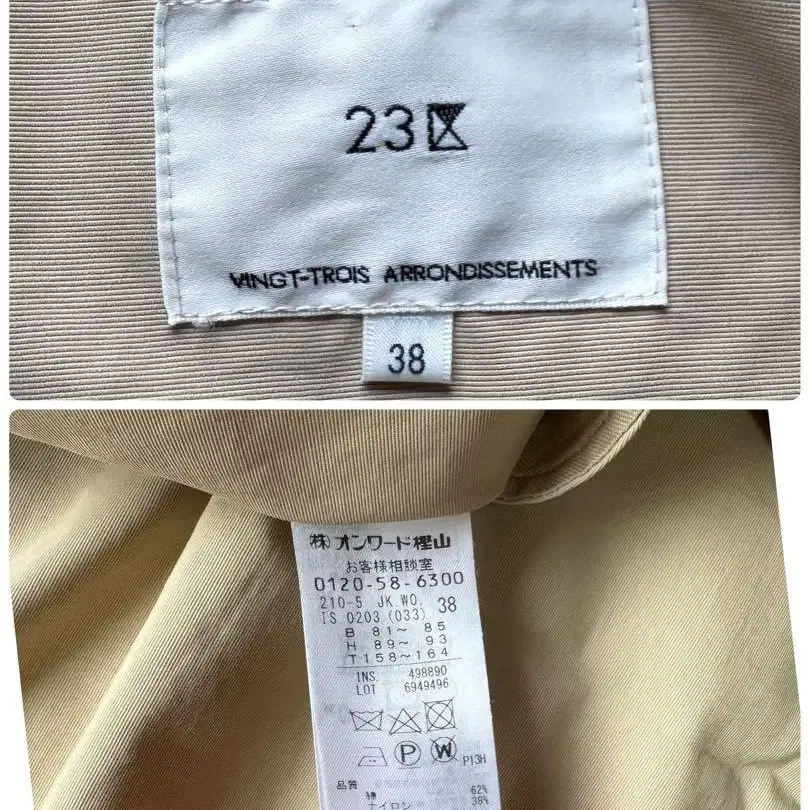 23区
VINGT-TROIS ARRONDISSEMENTS
38
㈱オンワード樫山
お客様相談室
0120-58-6300
210-5 JK.WO. 38
IS 0203 (033)
B 81～ 85
H 89～ 93
T158～164
INS. 498890
LOT 6949496
P W P13H
品質
綿 62%
ナイロン 38%